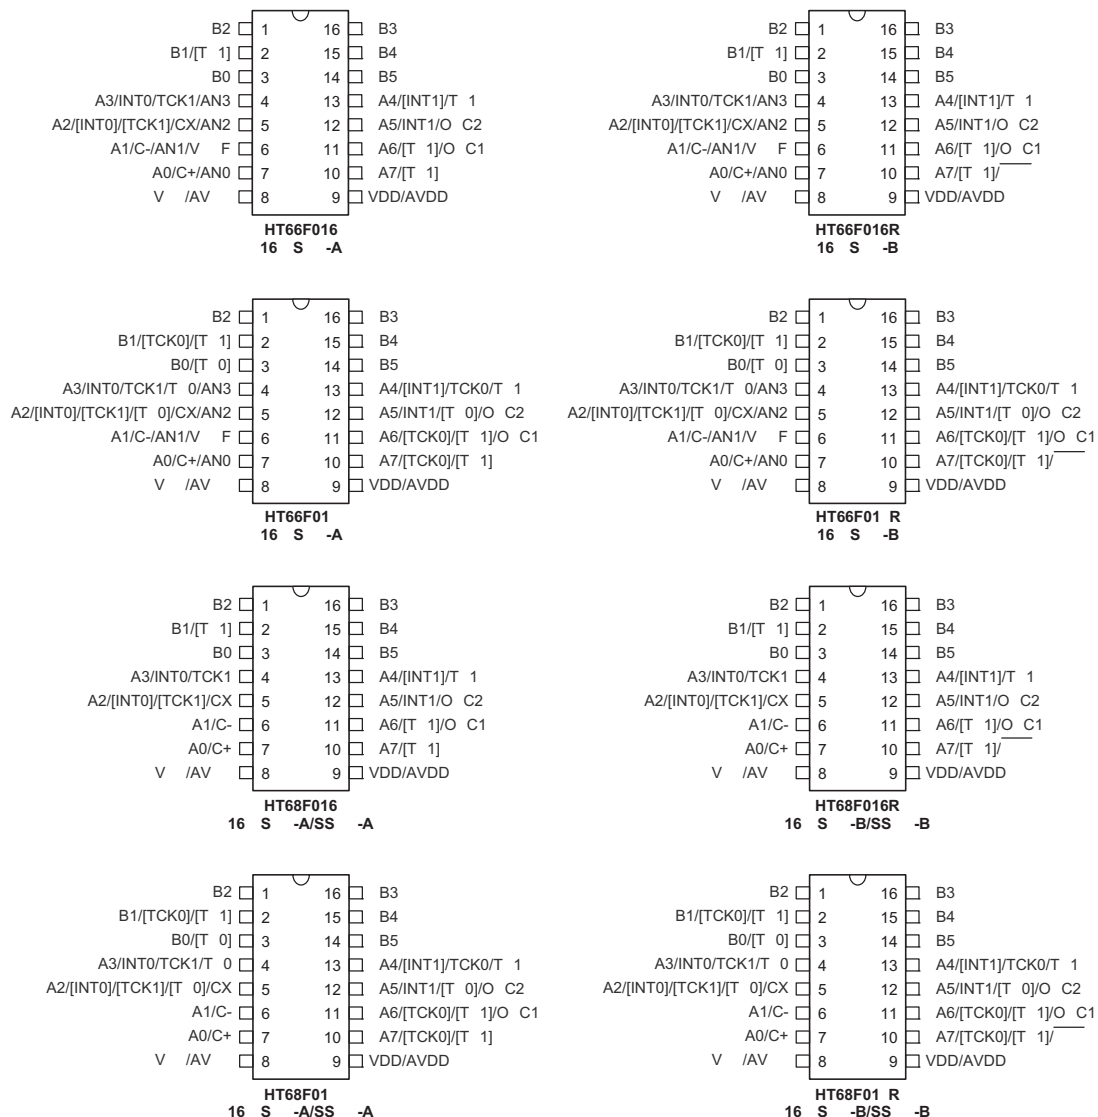 B2 1 16 B3
B1/[T 1] 2 15 B4
B0 3 14 B5
A3/INT0/TCK1/AN3 4 13 A4/[INT1]/T 1
A2/[INT0]/[TCK1]/CX/AN2 5 12 A5/INT1/O C2
A1/C-/AN1/V F 6 11 A6/[T 1]/O C1
A0/C+/AN0 7 10 A7/[T 1]
V /AV 8 9 VDD/AVDD
HT66F016
16 S -A
B2 1 16 B3
B1/[T 1] 2 15 B4
B0 3 14 B5
A3/INT0/TCK1/AN3 4 13 A4/[INT1]/T 1
A2/[INT0]/[TCK1]/CX/AN2 5 12 A5/INT1/O C2
A1/C-/AN1/V F 6 11 A6/[T 1]/O C1
A0/C+/AN0 7 10 A7/[T 1]/
V /AV 8 9 VDD/AVDD
HT66F016R
16 S -B
B2 1 16 B3
B1/[TCK0]/[T 1] 2 15 B4
B0/[T 0] 3 14 B5
A3/INT0/TCK1/T 0/AN3 4 13 A4/[INT1]/TCK0/T 1
A2/[INT0]/[TCK1]/[T 0]/CX/AN2 5 12 A5/INT1/[T 0]/O C2
A1/C-/AN1/V F 6 11 A6/[TCK0]/[T 1]/O C1
A0/C+/AN0 7 10 A7/[TCK0]/[T 1]
V /AV 8 9 VDD/AVDD
HT66F01
16 S -A
B2 1 16 B3
B1/[TCK0]/[T 1] 2 15 B4
B0/[T 0] 3 14 B5
A3/INT0/TCK1/T 0/AN3 4 13 A4/[INT1]/TCK0/T 1
A2/[INT0]/[TCK1]/[T 0]/CX/AN2 5 12 A5/INT1/[T 0]/O C2
A1/C-/AN1/V F 6 11 A6/[TCK0]/[T 1]/O C1
A0/C+/AN0 7 10 A7/[TCK0]/[T 1]/
V /AV 8 9 VDD/AVDD
HT66F01 R
16 S -B
B2 1 16 B3
B1/[T 1] 2 15 B4
B0 3 14 B5
A3/INT0/TCK1 4 13 A4/[INT1]/T 1
A2/[INT0]/[TCK1]/CX 5 12 A5/INT1/O C2
A1/C- 6 11 A6/[T 1]/O C1
A0/C+ 7 10 A7/[T 1]
V /AV 8 9 VDD/AVDD
HT68F016
16 S -A/SS -A
B2 1 16 B3
B1/[T 1] 2 15 B4
B0 3 14 B5
A3/INT0/TCK1 4 13 A4/[INT1]/T 1
A2/[INT0]/[TCK1]/CX 5 12 A5/INT1/O C2
A1/C- 6 11 A6/[T 1]/O C1
A0/C+ 7 10 A7/[T 1]/
V /AV 8 9 VDD/AVDD
HT68F016R
16 S -B/SS -B
B2 1 16 B3
B1/[TCK0]/[T 1] 2 15 B4
B0/[T 0] 3 14 B5
A3/INT0/TCK1/T 0 4 13 A4/[INT1]/TCK0/T 1
A2/[INT0]/[TCK1]/[T 0]/CX 5 12 A5/INT1/[T 0]/O C2
A1/C- 6 11 A6/[TCK0]/[T 1]/O C1
A0/C+ 7 10 A7/[TCK0]/[T 1]
V /AV 8 9 VDD/AVDD
HT68F01
16 S -A/SS -A
B2 1 16 B3
B1/[TCK0]/[T 1] 2 15 B4
B0/[T 0] 3 14 B5
A3/INT0/TCK1/T 0 4 13 A4/[INT1]/TCK0/T 1
A2/[INT0]/[TCK1]/[T 0]/CX 5 12 A5/INT1/[T 0]/O C2
A1/C- 6 11 A6/[TCK0]/[T 1]/O C1
A0/C+ 7 10 A7/[TCK0]/[T 1]/
V /AV 8 9 VDD/AVDD
HT68F01 R
16 S -B/SS -B